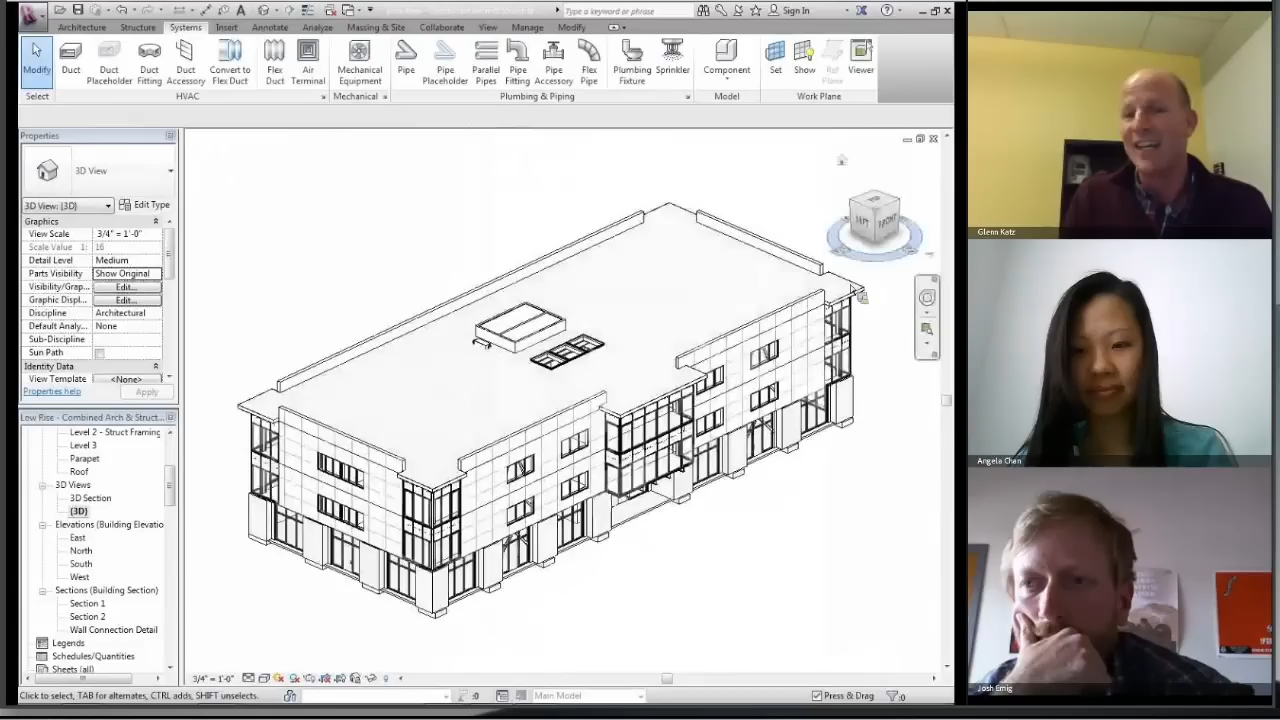 Type a keyword or phrase
Sign In
Architecture Structure Systems Insert Annotate Analyze Massing & Site Collaborate View Manage Modify
Modify
Duct
Duct Placeholder
Duct Fitting
Duct Accessory
Convert to Flex Duct
Flex Duct
Air Terminal
Mechanical Equipment
Pipe
Pipe Placeholder
Parallel Pipes
Pipe Fitting
Pipe Accessory
Flex Pipe
Plumbing Fixture
Sprinkler
Component
Set
Show
Ref Plane
Viewer
Select HVAC Mechanical Plumbing & Piping Model Work Plane
Properties
3D View
3D View: {3D} Edit Type
Graphics
View Scale 3/4" = 1'-0"
Scale Value 1: 16
Detail Level Medium
Parts Visibility Show Original
Visibility/Grap... Edit...
Graphic Displ... Edit...
Discipline Architectural
Default Analy... None
Sub-Discipline
Sun Path
Identity Data
View Template <None>
Properties help Apply
Low Rise - Combined Arch & Struct...
Level 2 - Struct Framing
Level 3
Parapet
Roof
3D Views
3D Section
{3D}
Elevations (Building Elevatio
East
North
South
West
Sections (Building Section)
Section 1
Section 2
Wall Connection Detail
Legends
Schedules/Quantities
Sheets (all)
TOP
LEFT FRONT
3/4" = 1'-0"
Click to select, TAB for alternates, CTRL adds, SHIFT unselects.
:0
Main Model
Press & Drag
:0
Glenn Katz
Angela Chan
Josh Emig